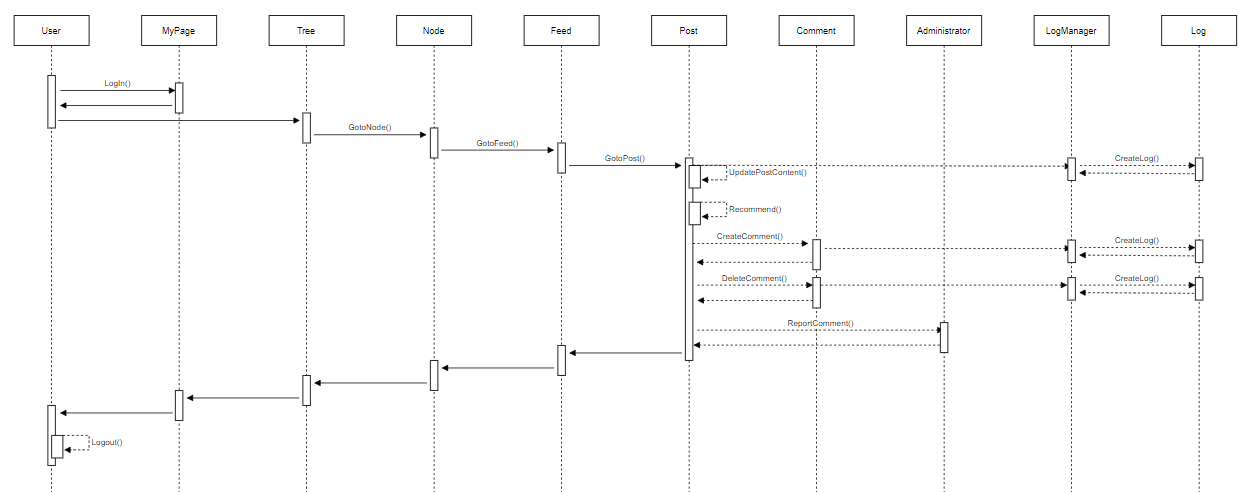 User
MyPage
Tree
Node
Feed
Post
Comment
Administrator
LogManager
Log
LogIn()
GotoNode()
GotoFeed()
GotoPost()
CreateLog()
UpdatePostContent()
Recommend()
CreateComment()
CreateLog()
DeleteComment()
CreateLog()
ReportComment()
Logout()